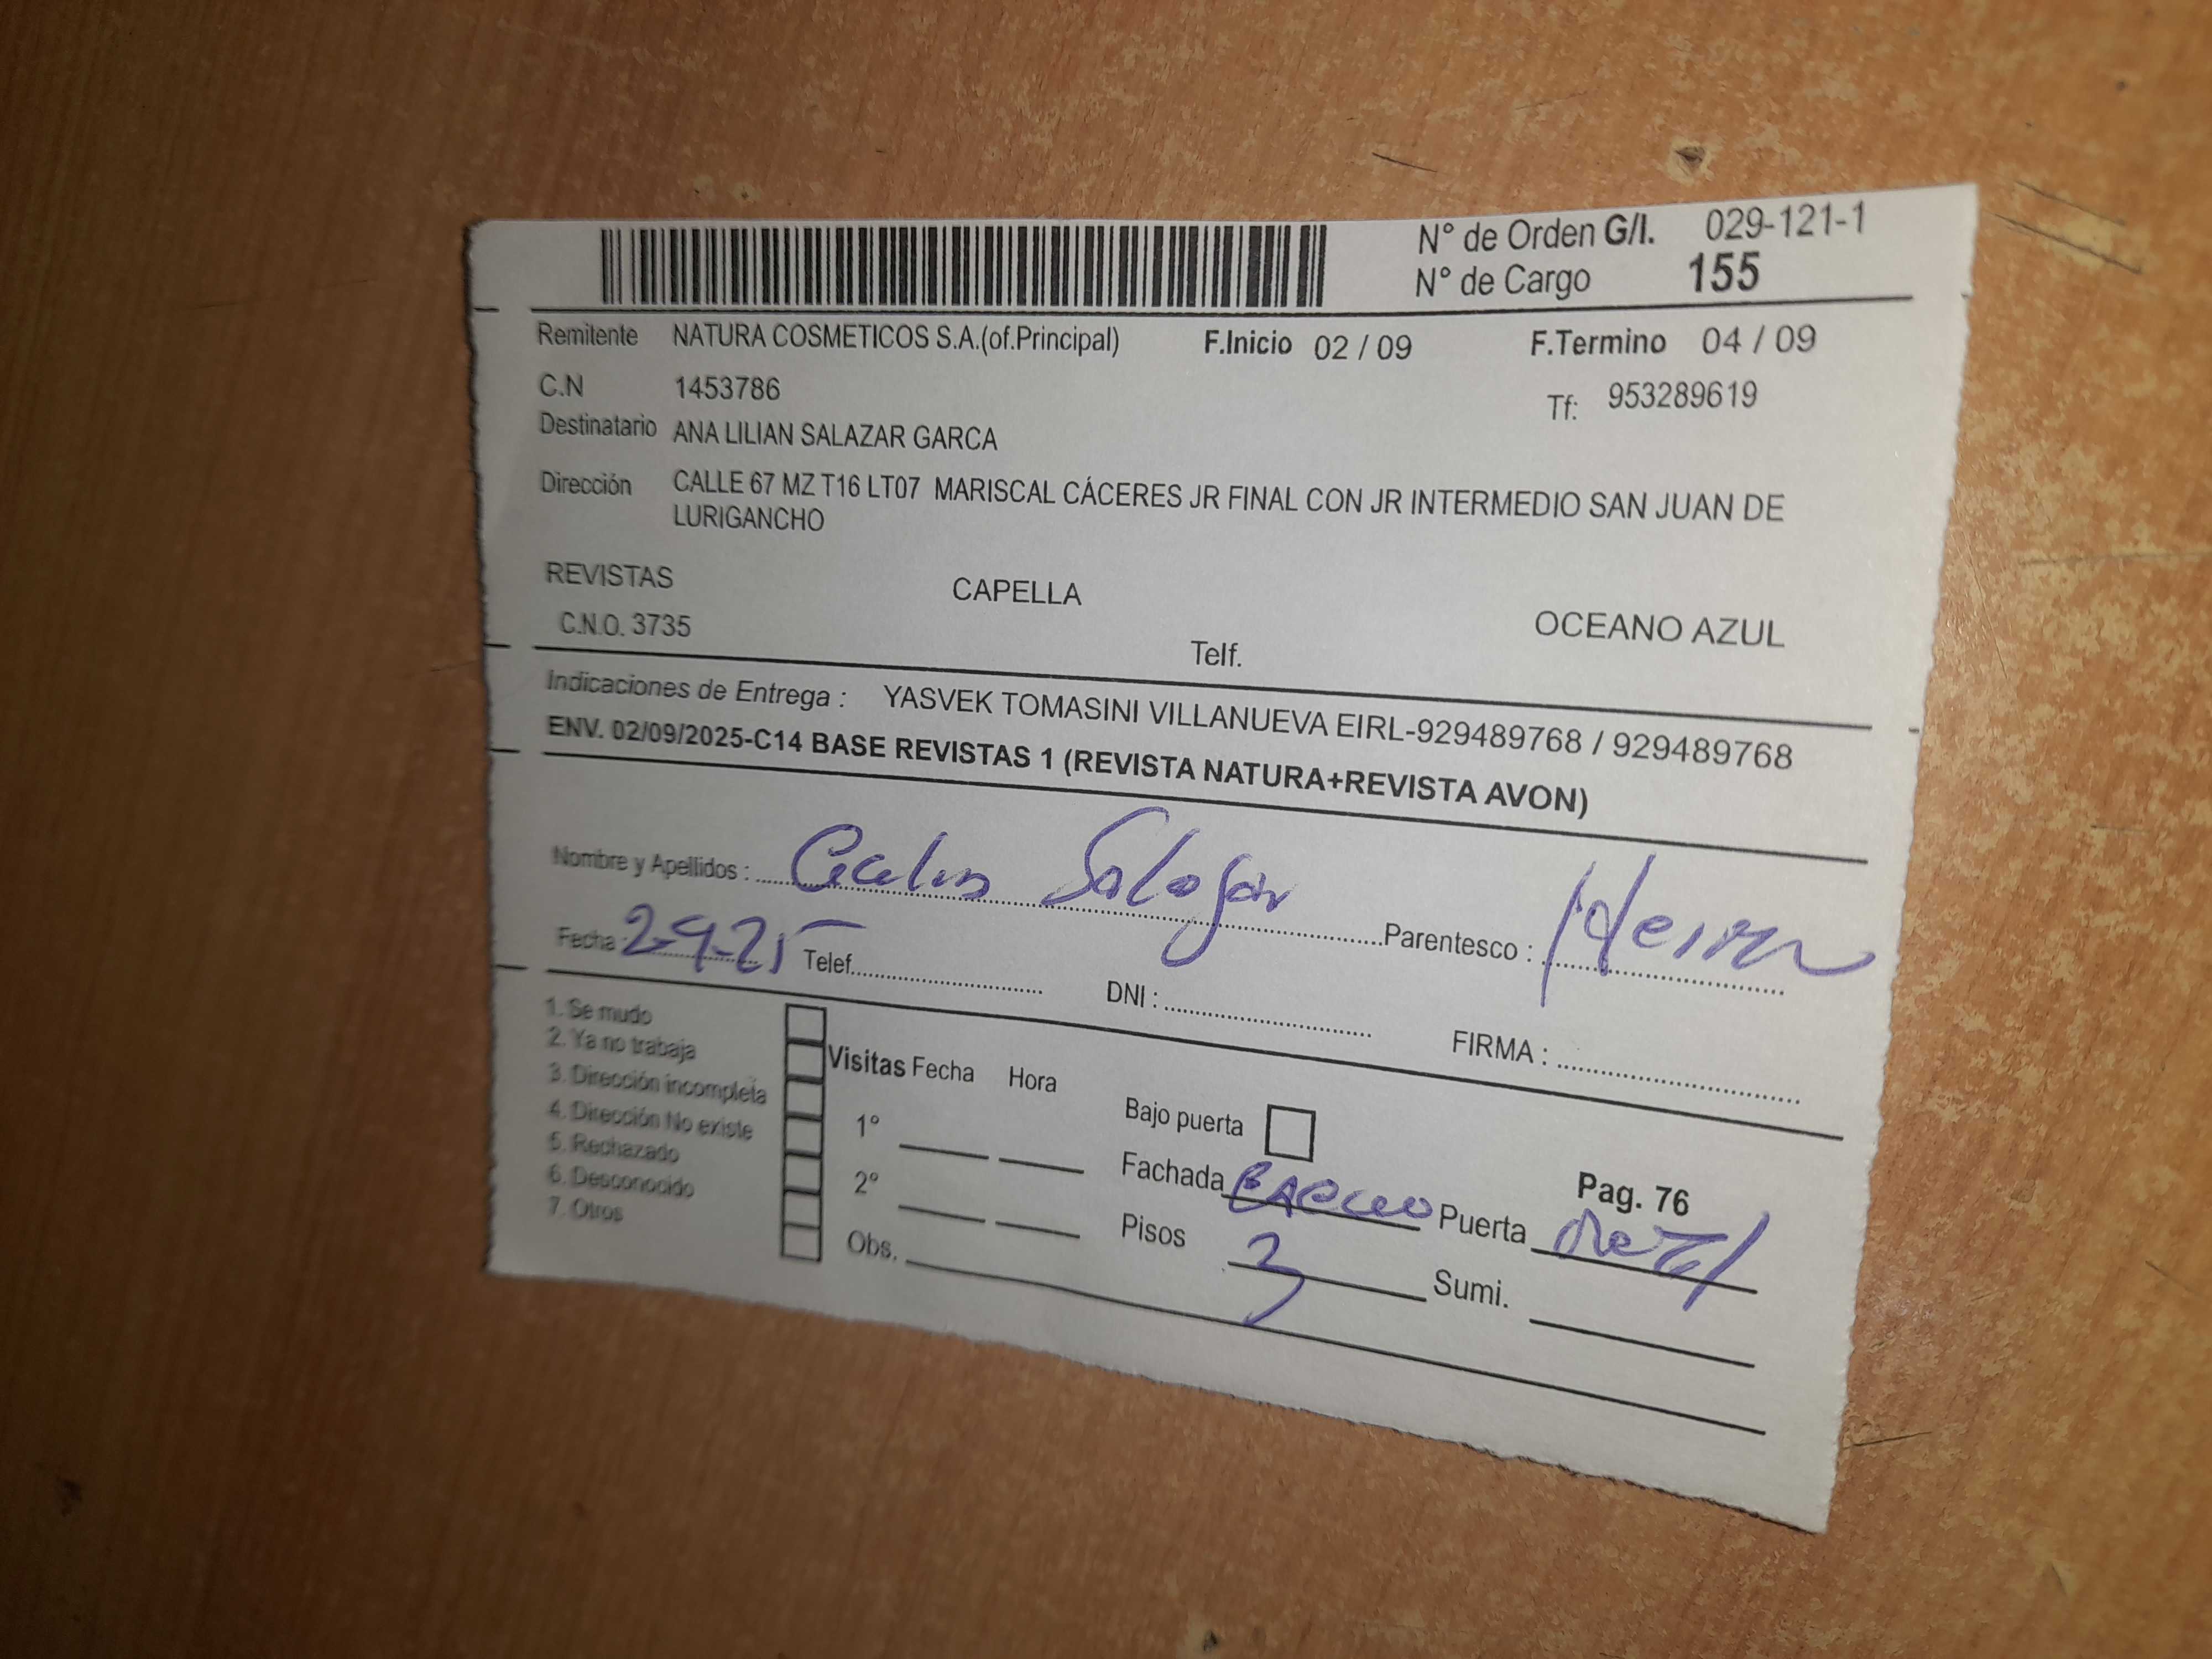 N° de Orden G/I. 029-121-1
N° de Cargo 155
Remitente NATURA COSMETICOS S.A.(of.Principal) F.Inicio 02 / 09 F.Termino 04 / 09
C.N 1453786 Tf: 953289619
Destinatario ANA LILIAN SALAZAR GARCA
Dirección CALLE 67 MZ T16 LT07 MARISCAL CÁCERES JR FINAL CON JR INTERMEDIO SAN JUAN DE
LURIGANCHO
REVISTAS CAPELLA OCEANO AZUL
C.N.O. 3735 Telf.
Indicaciones de Entrega : YASVEK TOMASINI VILLANUEVA EIRL-929489768 / 929489768
ENV. 02/09/2025-C14 BASE REVISTAS 1 (REVISTA NATURA+REVISTA AVON)
Nombre y Apellidos : Salazar Parentesco :
Fecha : 2-9-25 Telef. DNI : FIRMA :
1. Se mudo
2. Ya no trabaja
3. Dirección incompleta
4. Dirección No existe
5. Rechazado
6. Desconocido
7. Otros
Visitas Fecha Hora
1°
2°
Obs.
Bajo puerta
Fachada Puerta
Pisos 3 Sumi.
Pag. 76